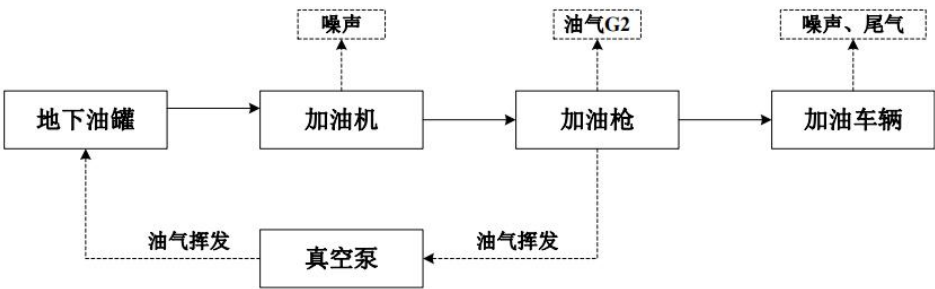 噪声
油气G2
噪声、尾气
地下油罐
加油机
加油枪
加油车辆
油气挥发
真空泵
油气挥发